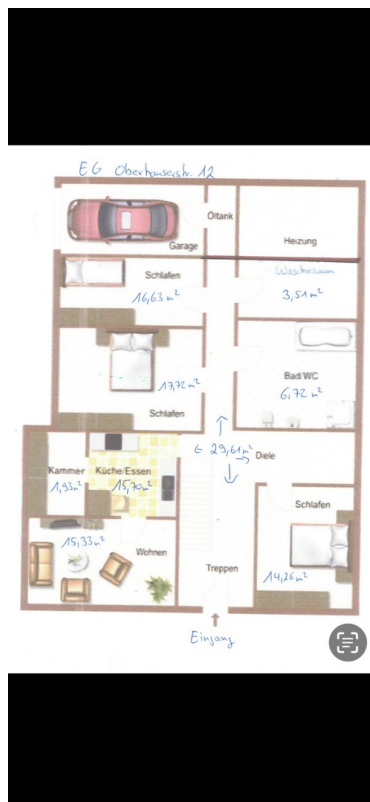 EG Oberhauserstr. 12
Öltank
Garage
Heizung
Schlafen
Waschraum
16,63 m²
3,51 m²
17,72 m²
Bad/WC
6,72 m²
Schlafen
← 29,61 m² →
Diele
Kammer
Küche/Essen
1,93 m²
15,70 m²
Schlafen
15,33 m²
Wohnen
Treppen
14,26 m²
Eingang